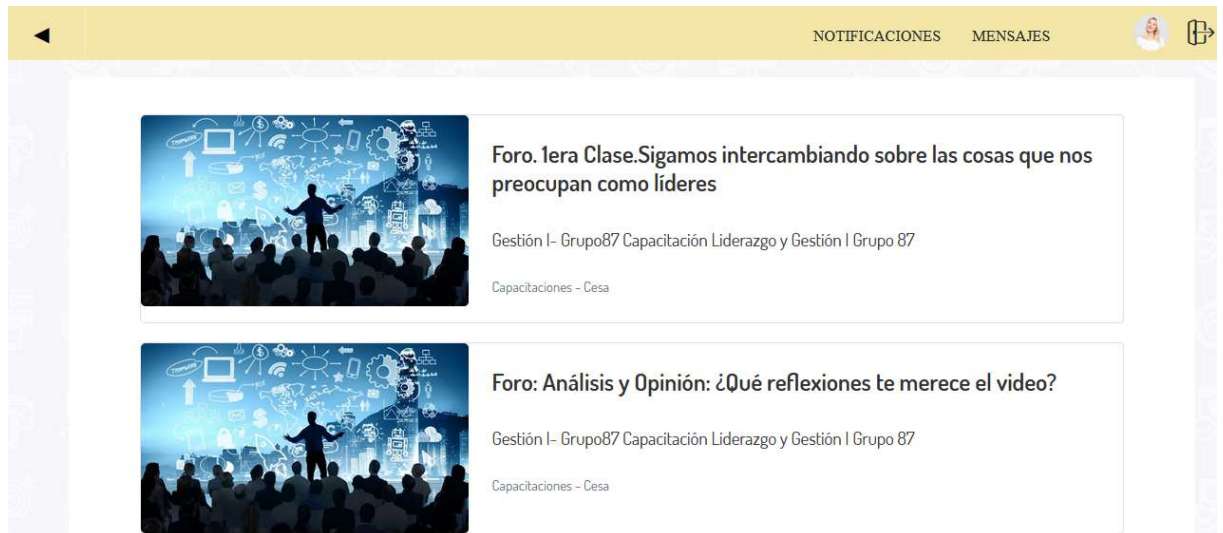 NOTIFICACIONES MENSAJES
Foro. 1era Clase.Sigamos intercambiando sobre las cosas que nos
preocupan como líderes
Gestión I- Grupo87 Capacitación Liderazgo y Gestión I Grupo 87
Capacitaciones - Cesa
Foro: Análisis y Opinión: ¿Qué reflexiones te merece el video?
Gestión I- Grupo87 Capacitación Liderazgo y Gestión I Grupo 87
Capacitaciones - Cesa